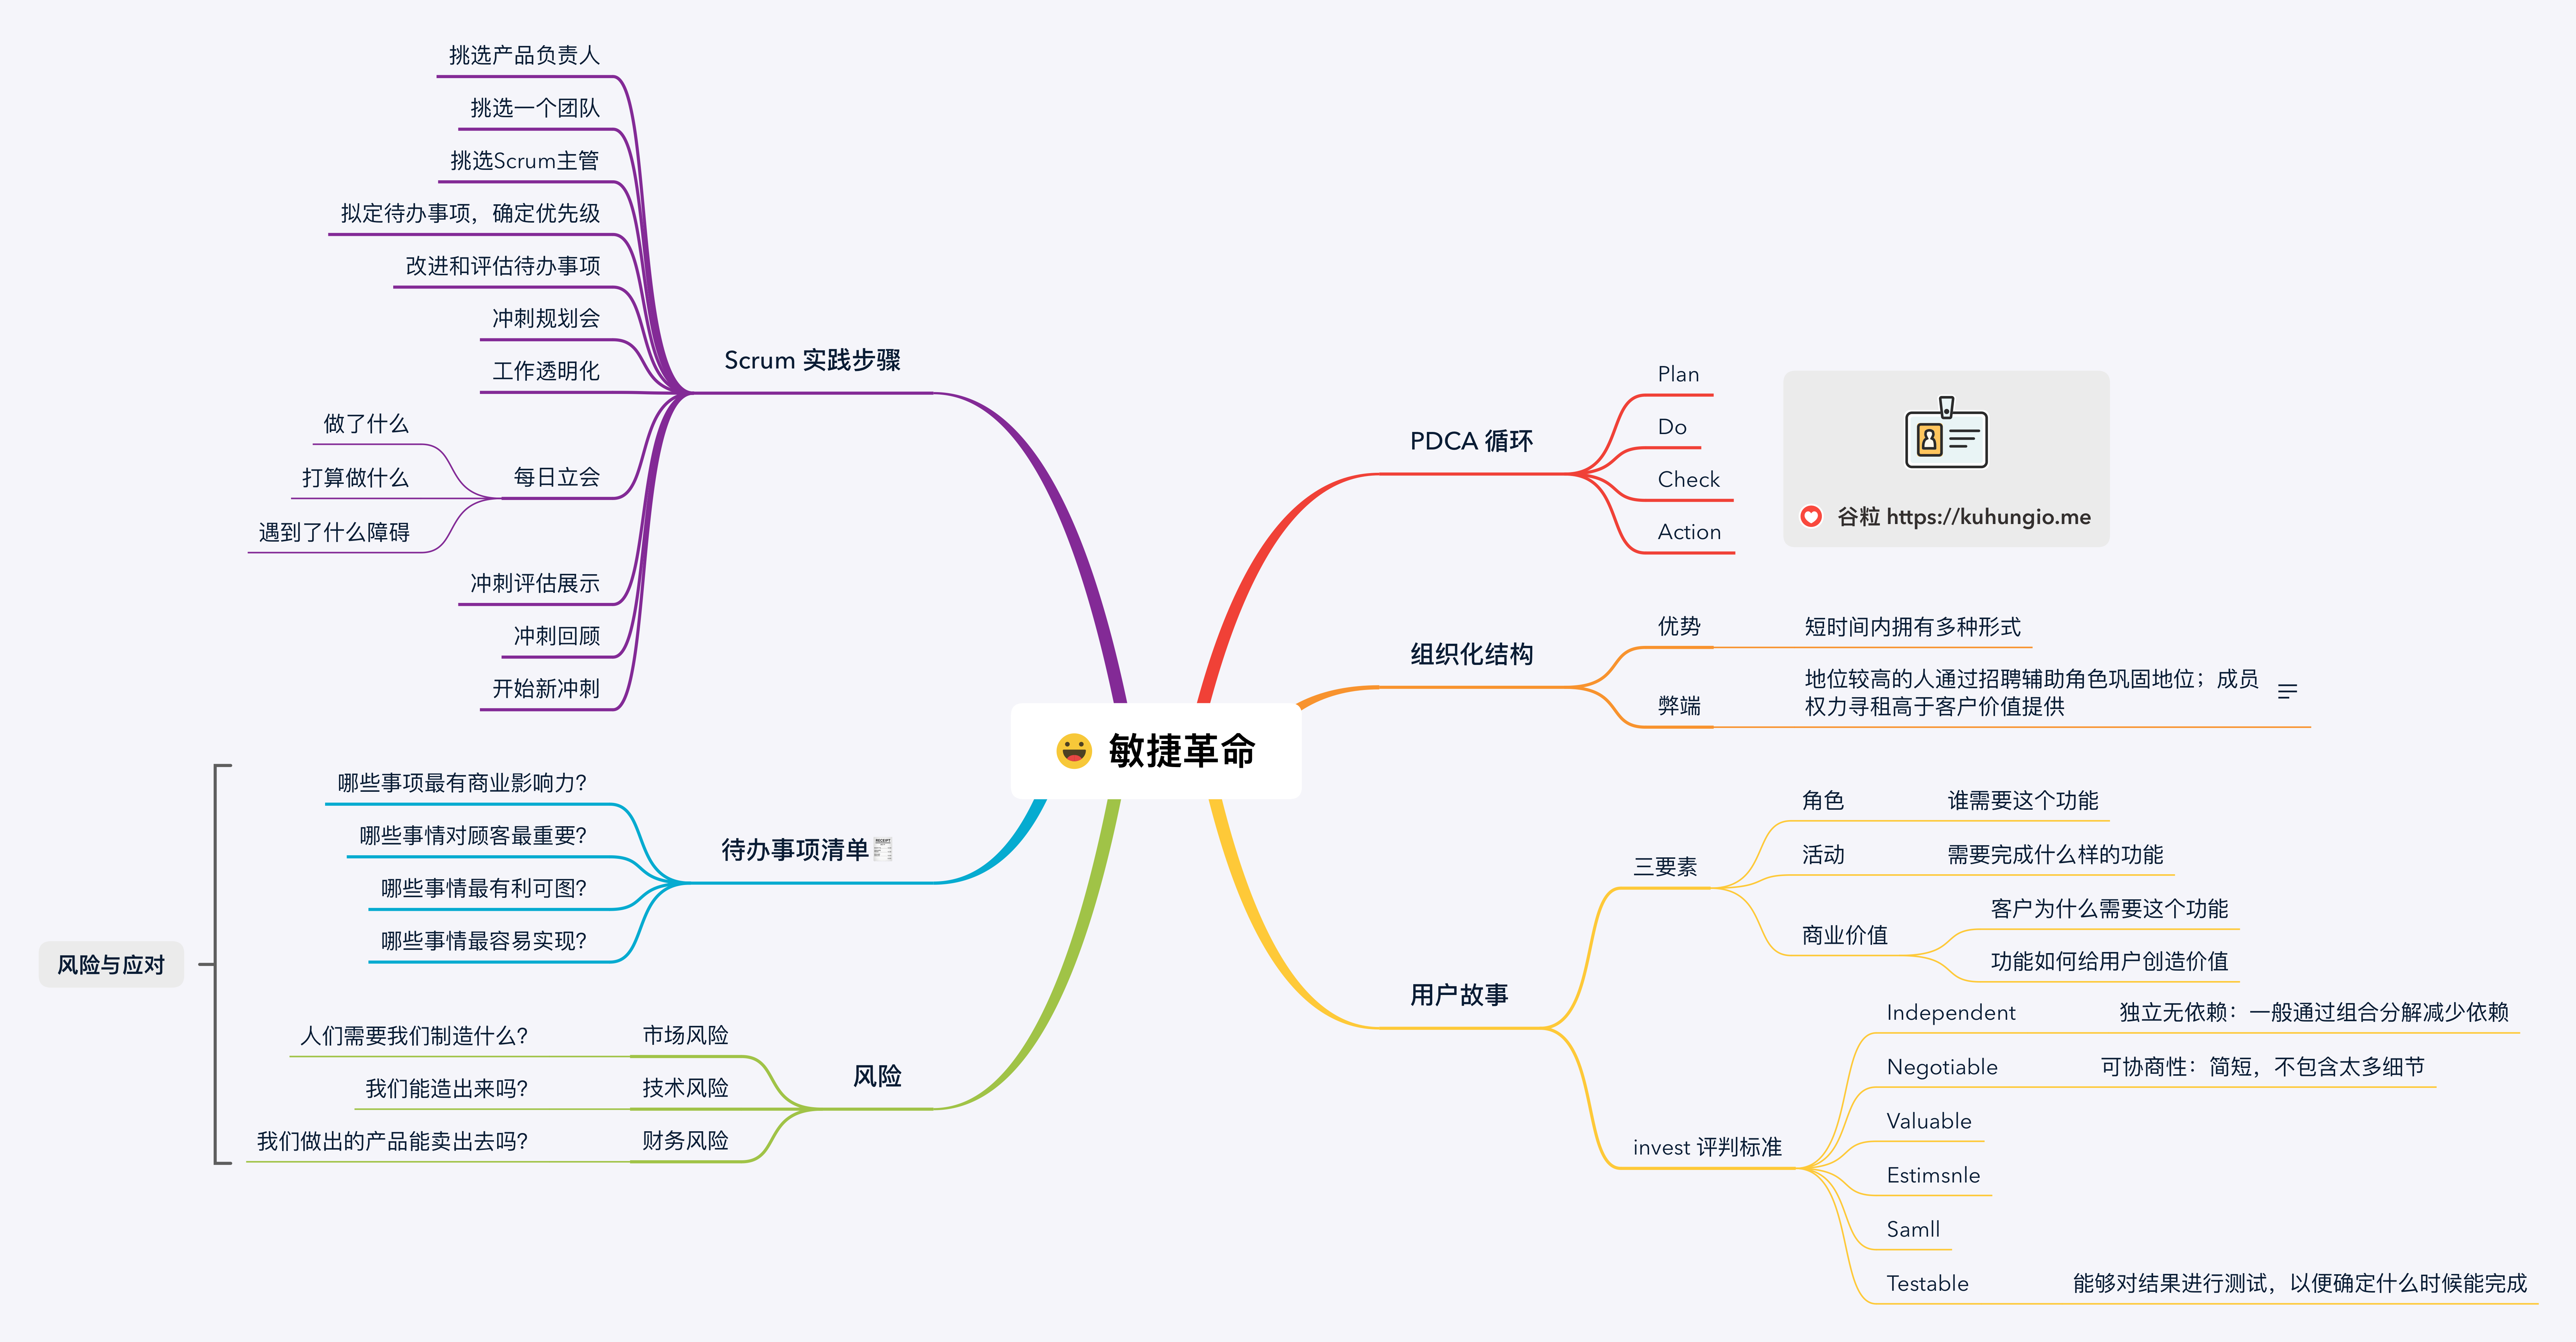 敏捷革命
PDCA 循环
Plan
Do
Check
Action
谷粒 https://kuhungio.me
组织化结构
优势
短时间内拥有多种形式
弊端
地位较高的人通过招聘辅助角色巩固地位；成员
权力寻租高于客户价值提供
用户故事
三要素
角色
谁需要这个功能
活动
需要完成什么样的功能
商业价值
客户为什么需要这个功能
功能如何给用户创造价值
invest 评判标准
Independent
独立无依赖：一般通过组合分解减少依赖
Negotiable
可协商性：简短，不包含太多细节
Valuable
Estimsnle
Samll
Testable
能够对结果进行测试，以便确定什么时候能完成
Scrum 实践步骤
挑选产品负责人
挑选一个团队
挑选Scrum主管
拟定待办事项，确定优先级
改进和评估待办事项
冲刺规划会
工作透明化
每日立会
做了什么
打算做什么
遇到了什么障碍
冲刺评估展示
冲刺回顾
开始新冲刺
待办事项清单
哪些事项最有商业影响力？
哪些事情对顾客最重要？
哪些事情最有利可图？
哪些事情最容易实现？
风险
市场风险
人们需要我们制造什么？
技术风险
我们能造出来吗？
财务风险
我们做出的产品能卖出去吗？
风险与应对